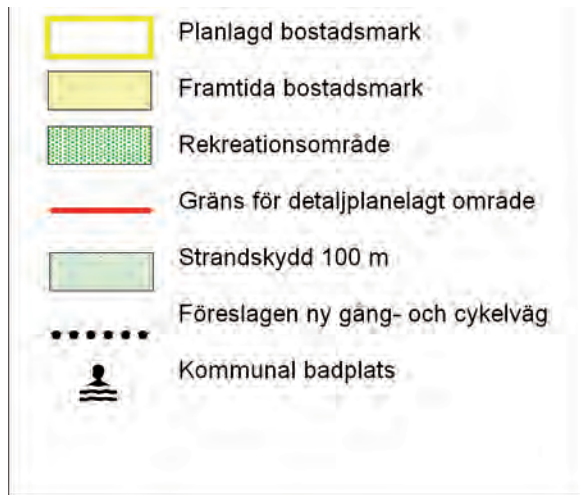 Planlagd bostadsmark
Framtida bostadsmark
Rekreationsområde
Gräns för detaljplanelagt område
Strandskydd 100 m
Föreslagen ny gång- och cykelväg
Kommunal badplats